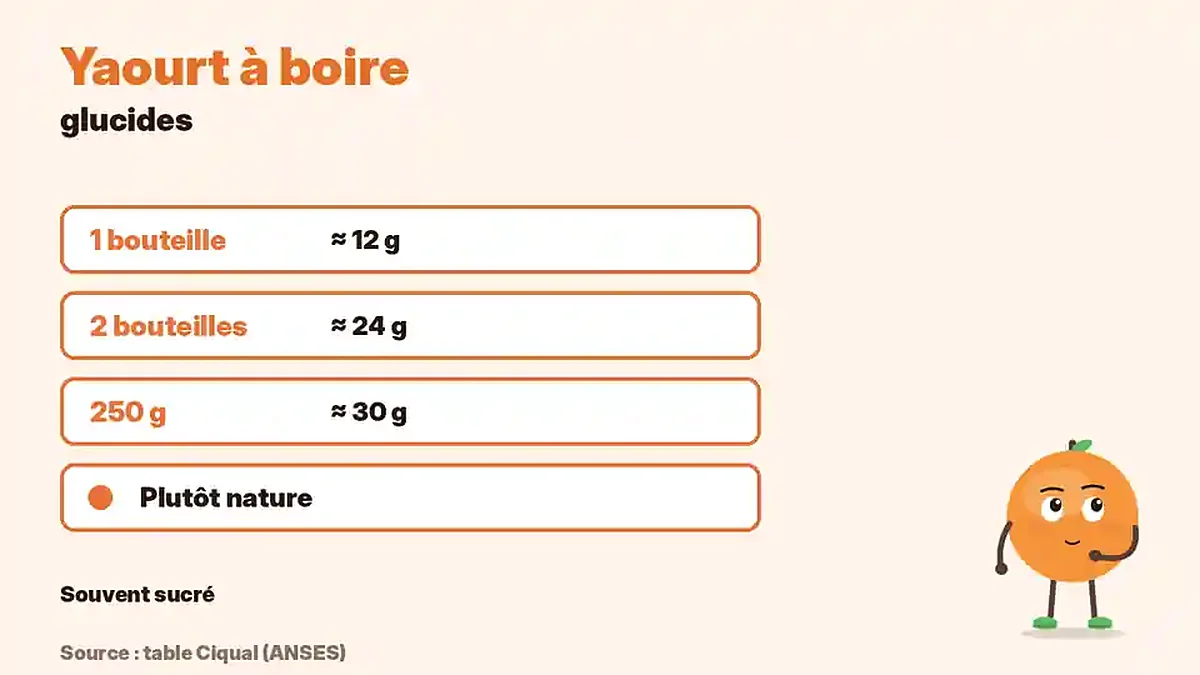 Yaourt à boire
glucides
1 bouteille ≈ 12 g
2 bouteilles ≈ 24 g
250 g ≈ 30 g
Plutôt nature
Souvent sucré
Source : table Ciqual (ANSES)